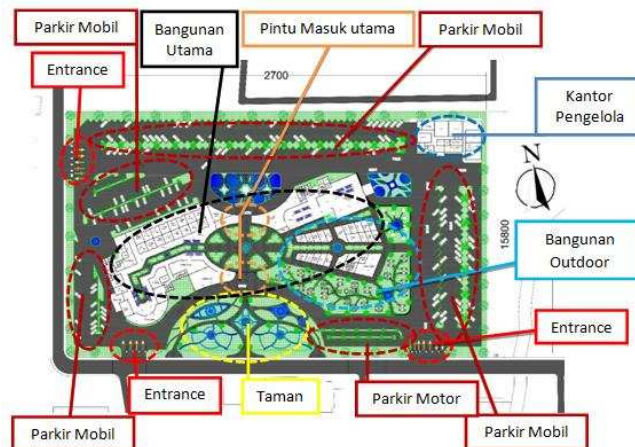 Parkir Mobil
Bangunan
Utama
Pintu Masuk utama
Parkir Mobil
Entrance
2700
Kantor
Pengelola
N
15800
Bangunan
Outdoor
Entrance
Parkir Mobil
Entrance
Taman
Parkir Motor
Parkir Mobil